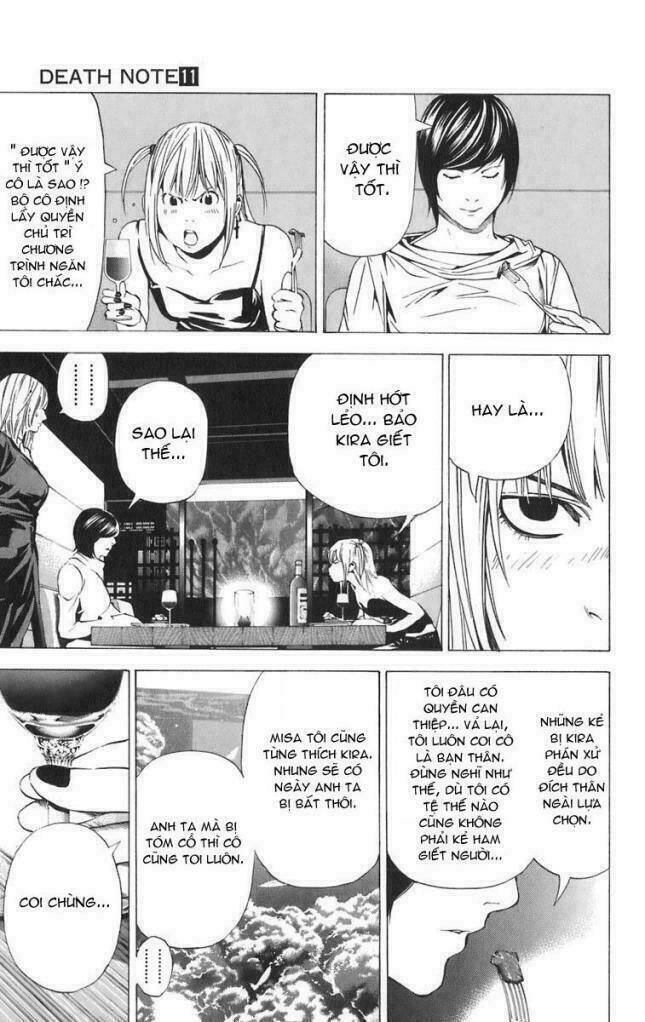 DEATH NOTE 11
ĐƯỢC
VẬY THÌ
TỐT.
" ĐƯỢC VẬY
THÌ TỐT " Ý
CÔ LÀ SAO !?
BỘ CÔ ĐỊNH
LẤY QUYỀN
CHỦ TRÌ
CHƯƠNG
TRÌNH NGĂN
TÔI CHẮC...
HAY LÀ...
ĐỊNH HỚT
LẺO... BẢO
KIRA GIẾT
TÔI.
SAO LẠI
THẾ...
......
NHỮNG KẺ
BỊ KIRA
PHÁN XỬ
ĐỀU DO
ĐÍCH THÂN
NGÀI LỰA
CHỌN.
TÔI ĐÂU CÓ
QUYỀN CAN
THIỆP... VẢ LẠI,
TÔI LUÔN COI CÔ
LÀ BẠN THÂN.
ĐỪNG NGHĨ NHƯ
THẾ, DÙ TÔI CÓ
TỆ THẾ NÀO
CŨNG KHÔNG
PHẢI KẺ HAM
GIẾT NGƯỜI...
MISA TÔI CŨNG
TỪNG THÍCH KIRA.
NHƯNG SẼ CÓ
NGÀY ANH TA
BỊ BẮT THÔI.
ANH TA MÀ BỊ
TÓM CỔ THÌ CÔ
CŨNG TOI LUÔN.
......
COI CHỪNG...